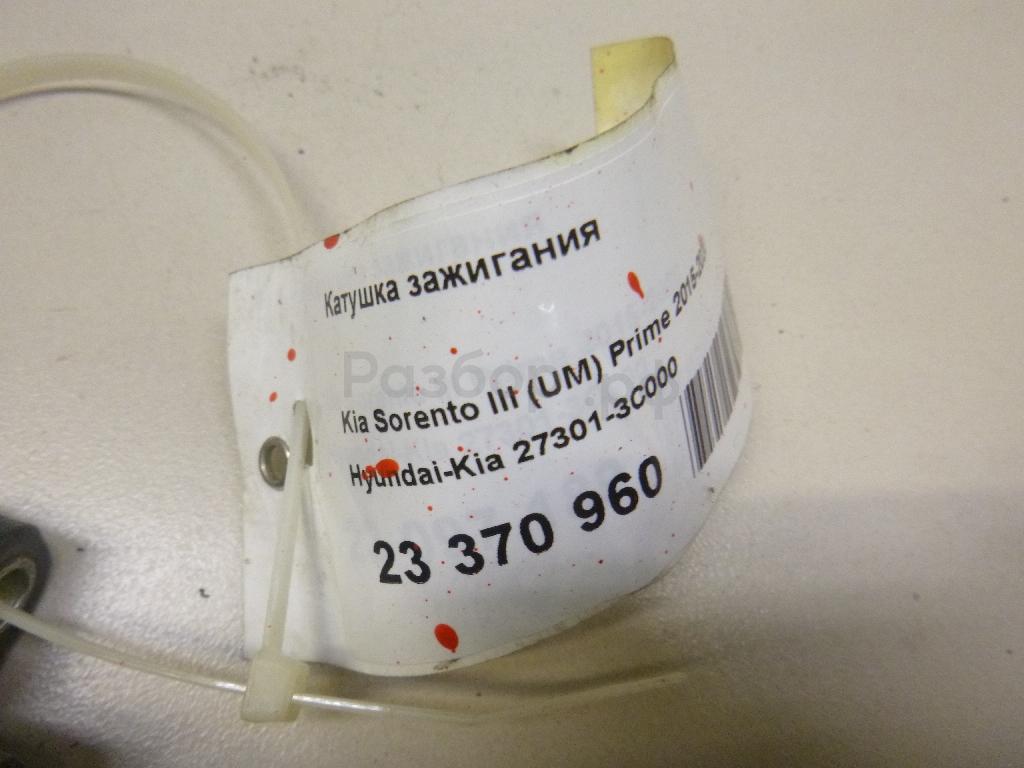 Катушка зажигания
Kia Sorento III (UM) Prime
Hyundai-Kia 27301-3C000
23 370 960